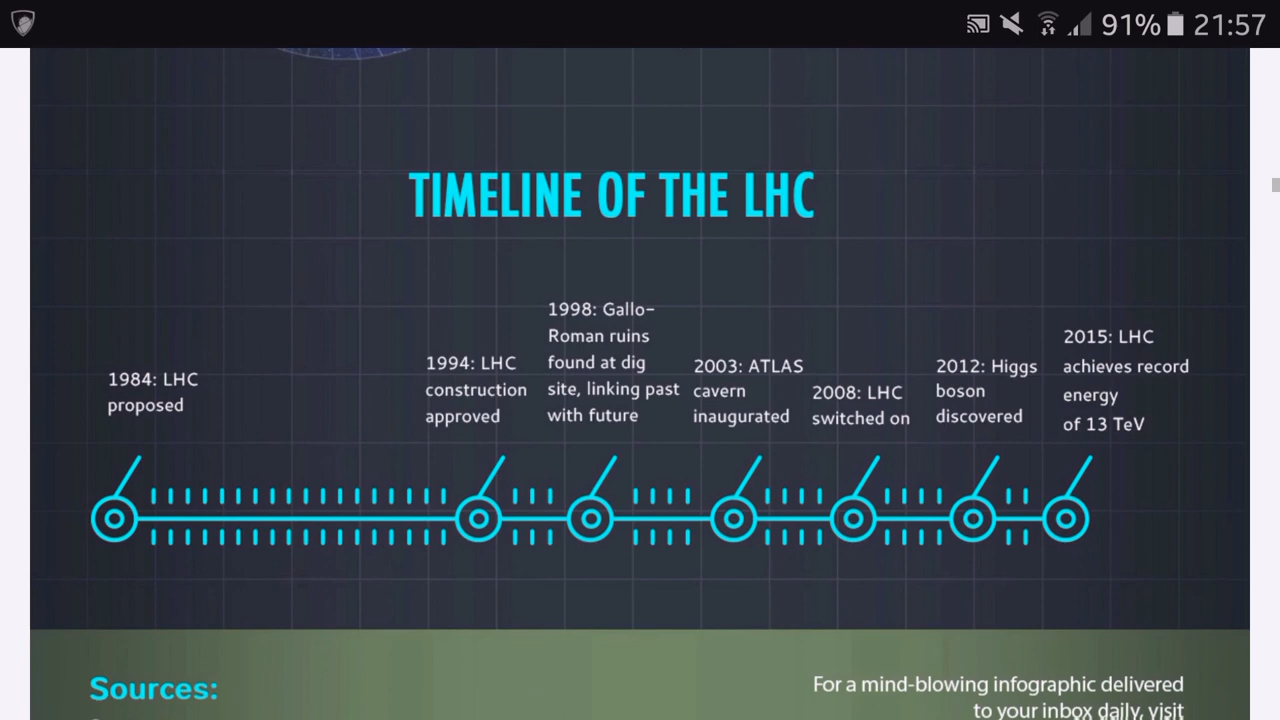 91% 21:57
TIMELINE OF THE LHC
1984: LHC
proposed
1994: LHC
construction
approved
1998: Gallo-
Roman ruins
found at dig
site, linking past
with future
2003: ATLAS
cavern
inaugurated
2008: LHC
switched on
2012: Higgs
boson
discovered
2015: LHC
achieves record
energy
of 13 TeV
Sources:
For a mind-blowing infographic delivered
to your inbox daily, visit